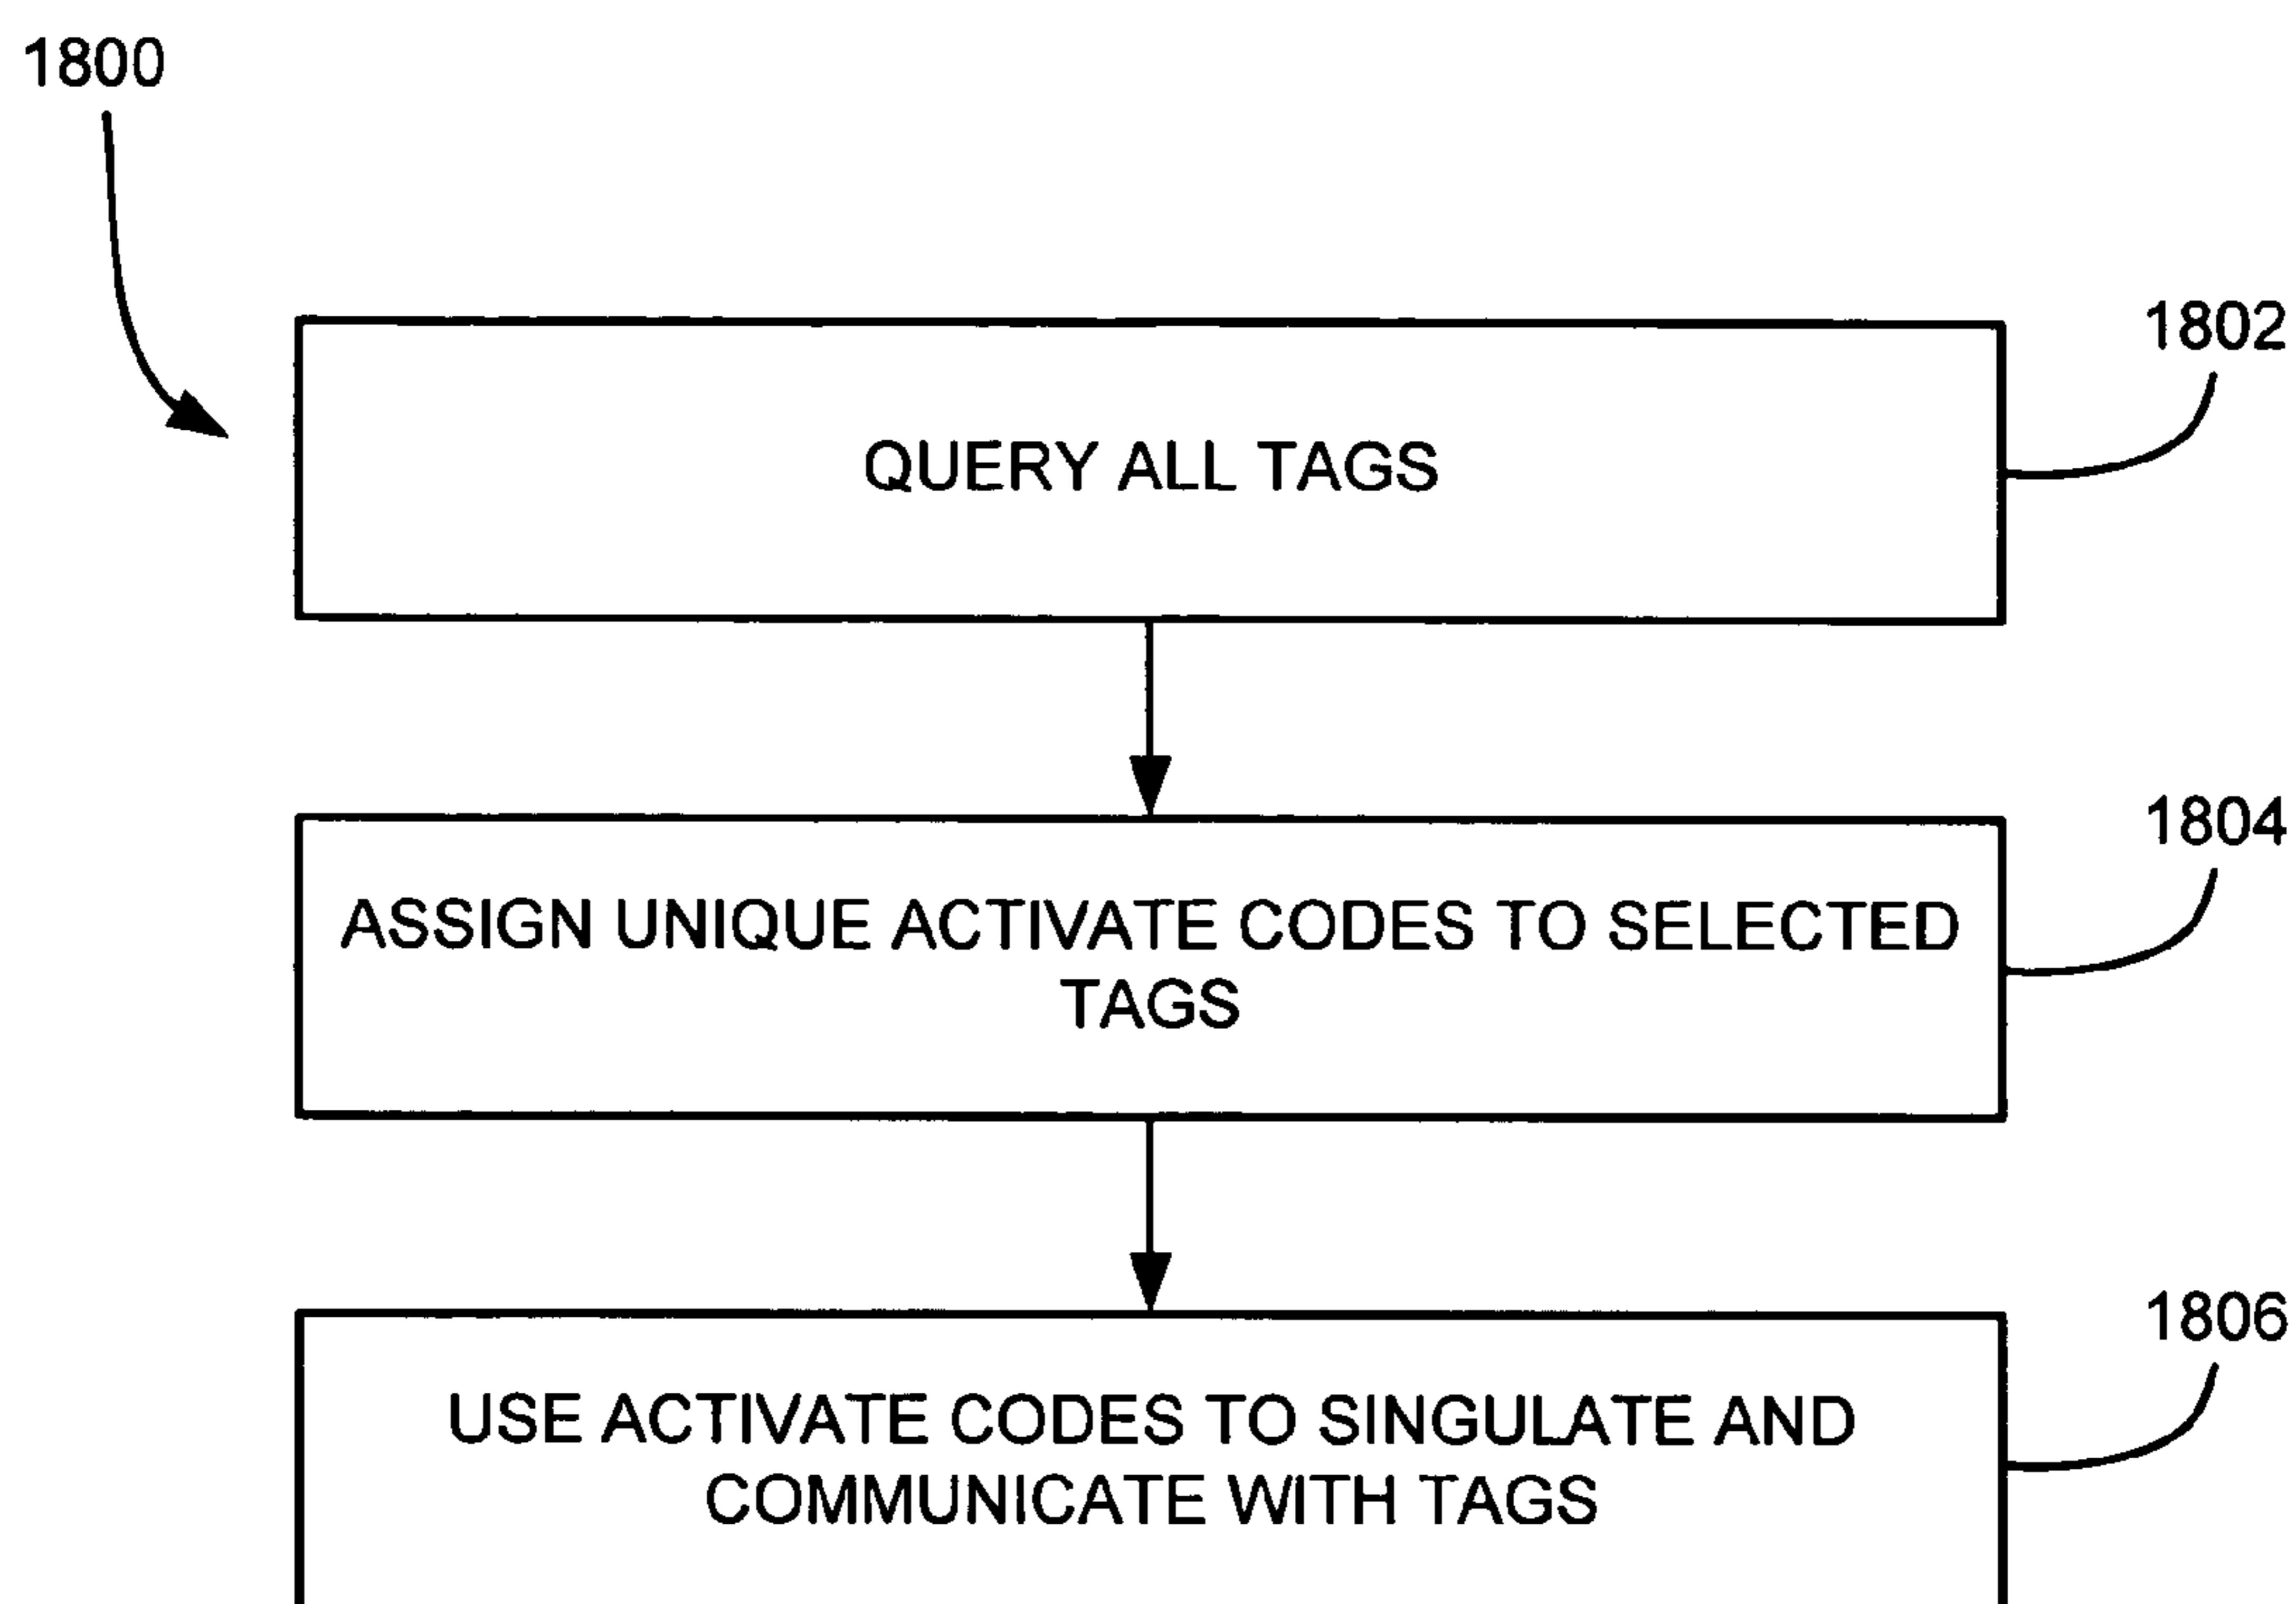 1800
1802
QUERY ALL TAGS
1804
ASSIGN UNIQUE ACTIVATE CODES TO SELECTED
TAGS
1806
USE ACTIVATE CODES TO SINGULATE AND
COMMUNICATE WITH TAGS